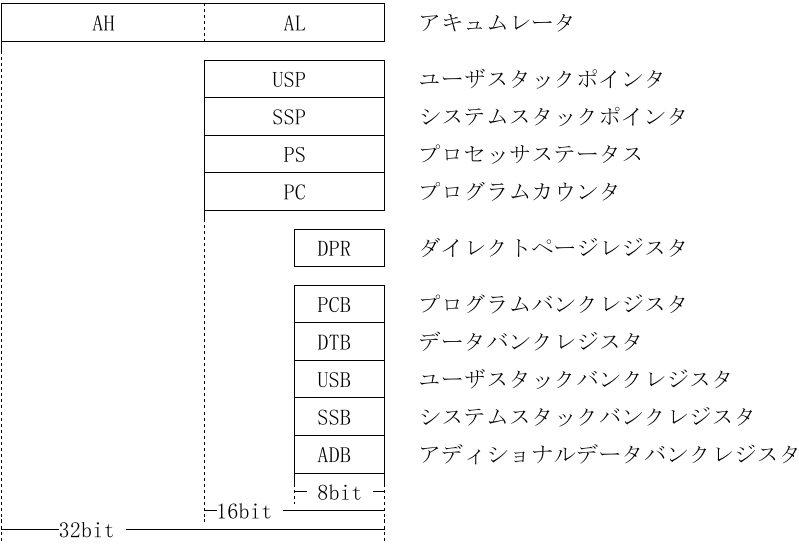 AH AL アキュムレータ
USP ユーザスタックポインタ
SSP システムスタックポインタ
PS プロセッサステータス
PC プログラムカウンタ
DPR ダイレクトページレジスタ
PCB プログラムバンクレジスタ
DTB データバンクレジスタ
USB ユーザスタックバンクレジスタ
SSB システムスタックバンクレジスタ
ADB アディショナルデータバンクレジスタ
8bit
16bit
32bit